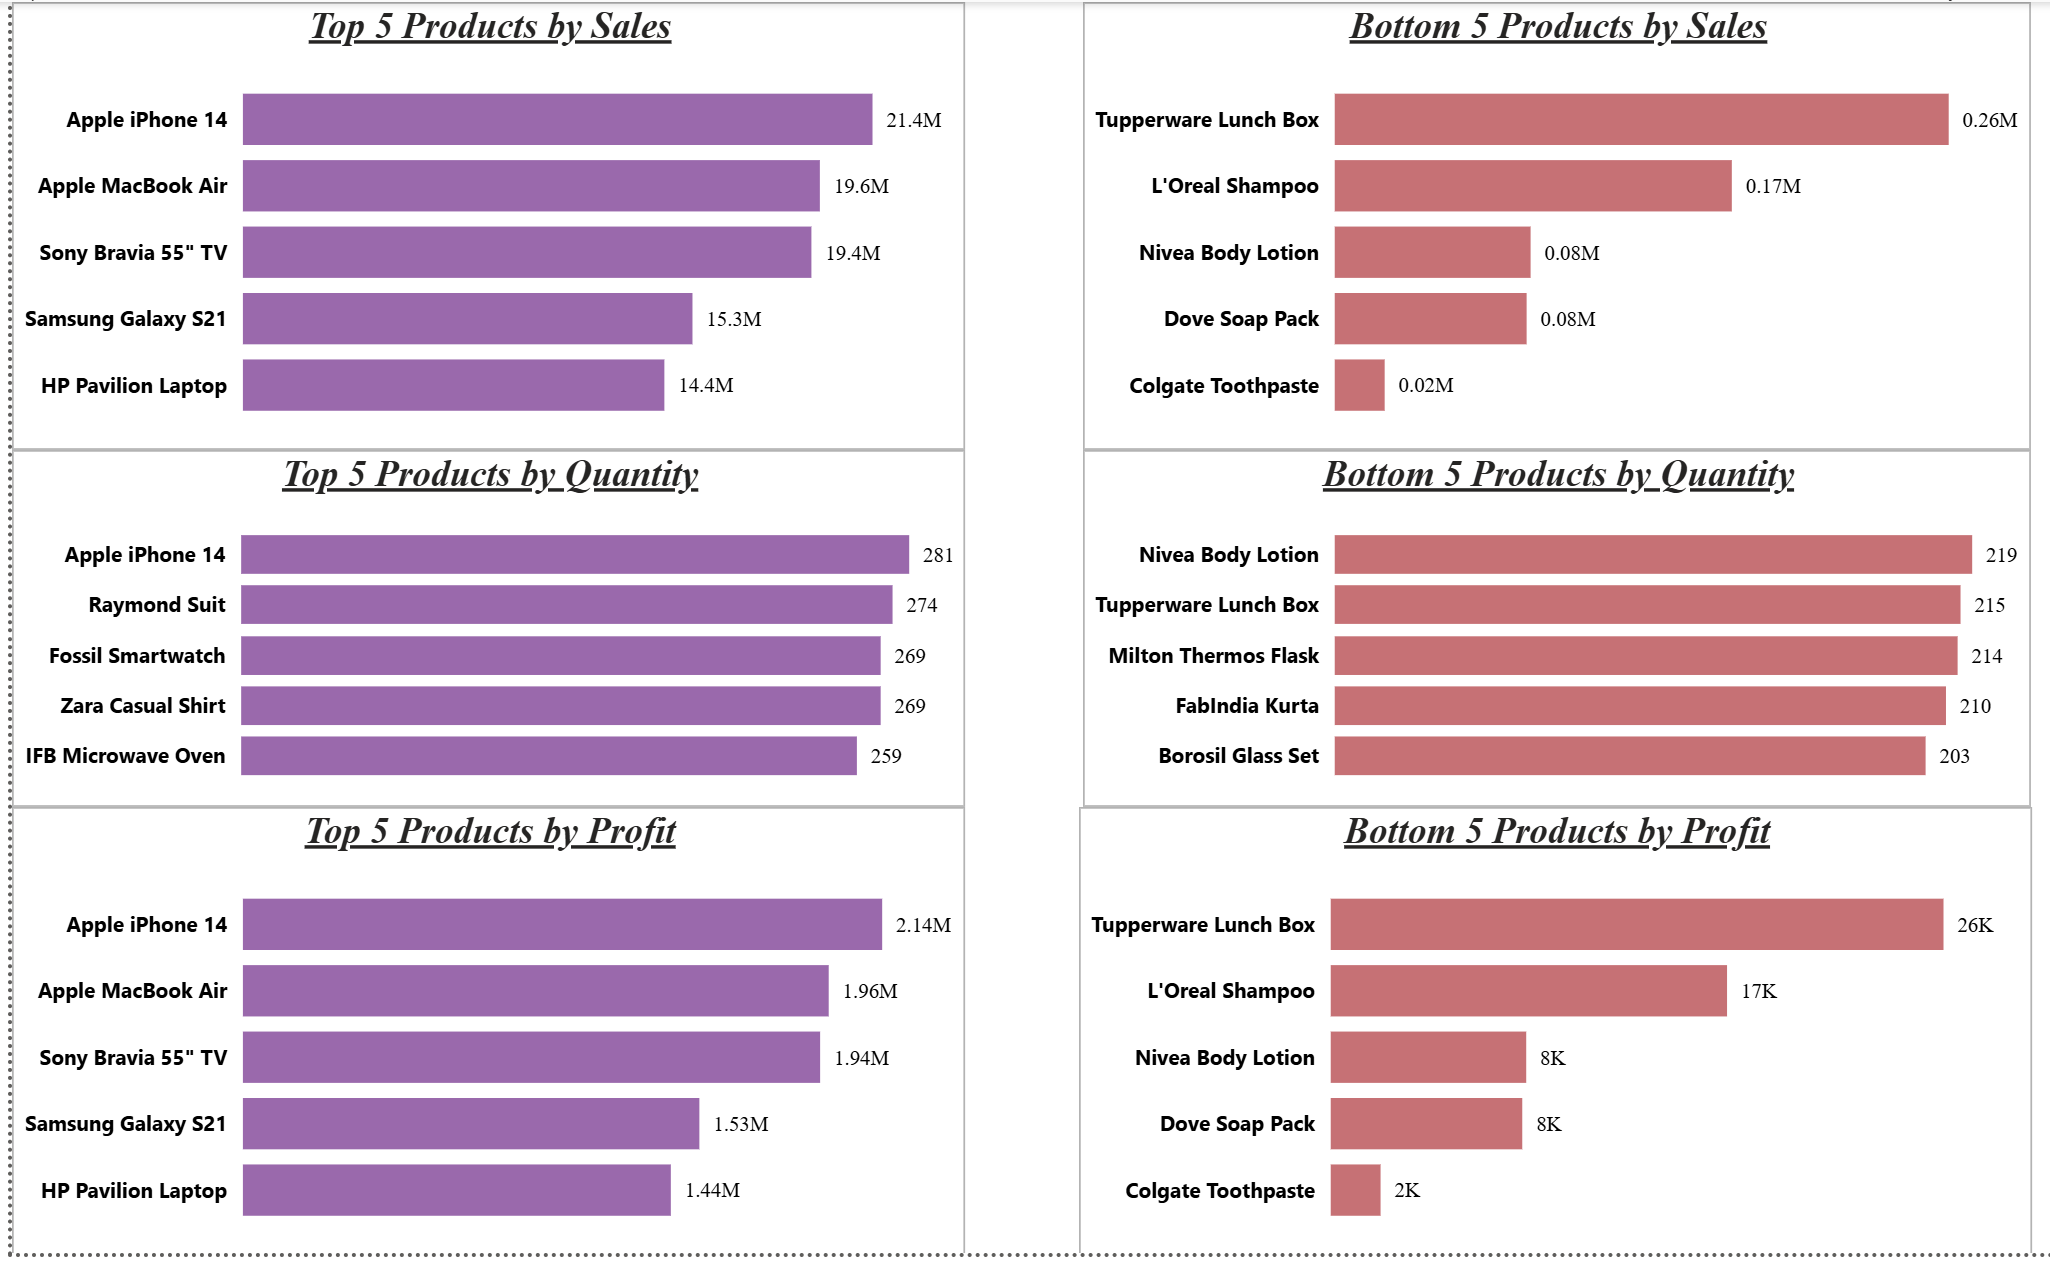 Top 5 Products by Sales
Apple iPhone 14 21.4M
Apple MacBook Air 19.6M
Sony Bravia 55" TV 19.4M
Samsung Galaxy S21 15.3M
HP Pavilion Laptop 14.4M
Bottom 5 Products by Sales
Tupperware Lunch Box 0.26M
L'Oreal Shampoo 0.17M
Nivea Body Lotion 0.08M
Dove Soap Pack 0.08M
Colgate Toothpaste 0.02M
Top 5 Products by Quantity
Apple iPhone 14 281
Raymond Suit 274
Fossil Smartwatch 269
Zara Casual Shirt 269
IFB Microwave Oven 259
Bottom 5 Products by Quantity
Nivea Body Lotion 219
Tupperware Lunch Box 215
Milton Thermos Flask 214
FabIndia Kurta 210
Borosil Glass Set 203
Top 5 Products by Profit
Apple iPhone 14 2.14M
Apple MacBook Air 1.96M
Sony Bravia 55" TV 1.94M
Samsung Galaxy S21 1.53M
HP Pavilion Laptop 1.44M
Bottom 5 Products by Profit
Tupperware Lunch Box 26K
L'Oreal Shampoo 17K
Nivea Body Lotion 8K
Dove Soap Pack 8K
Colgate Toothpaste 2K